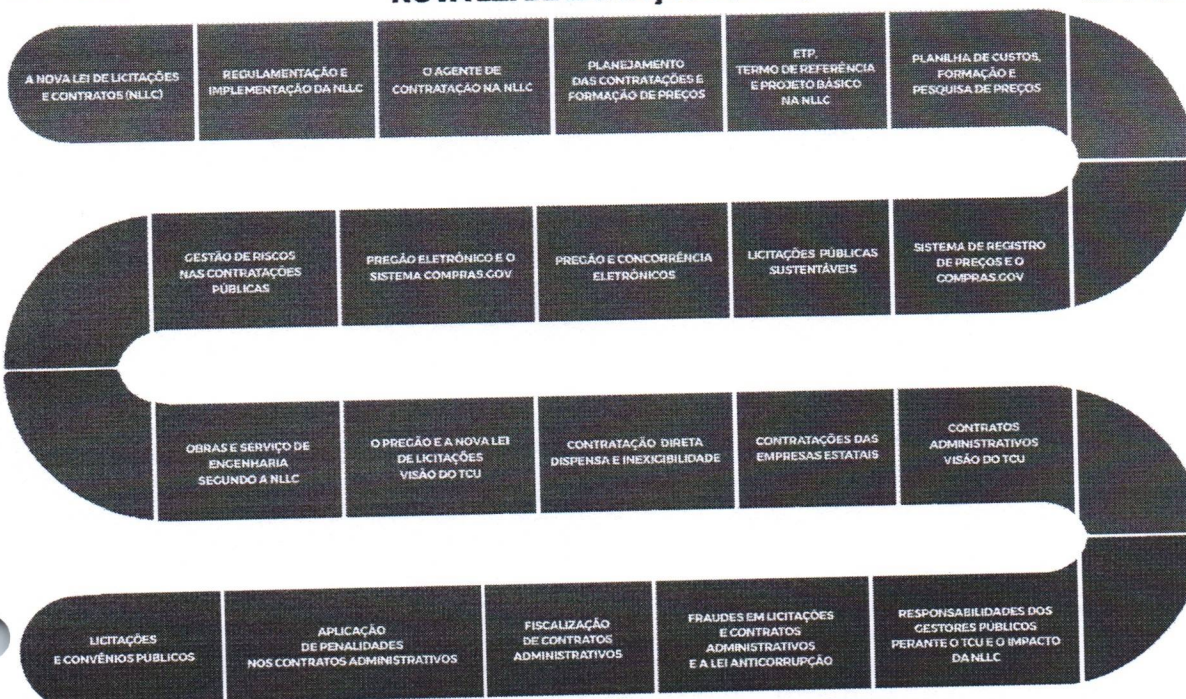 A NOVA LEI DE LICITAÇÕES
E CONTRATOS (NLLC)
REGULAMENTAÇÃO E
IMPLEMENTAÇÃO DA NLLC
O AGENTE DE
CONTRATAÇÃO NA NLLC
PLANEJAMENTO
DAS CONTRATAÇÕES E
FORMAÇÃO DE PREÇOS
ETP,
TERMO DE REFERÊNCIA
E PROJETO BÁSICO
NA NLLC
PLANILHA DE CUSTOS,
FORMAÇÃO E
PESQUISA DE PREÇOS
GESTÃO DE RISCOS
NAS CONTRATAÇÕES
PÚBLICAS
PREGÃO ELETRÔNICO E O
SISTEMA COMPRAS.GOV
PREGÃO E CONCORRÊNCIA
ELETRÔNICOS
LICITAÇÕES PÚBLICAS
SUSTENTÁVEIS
SISTEMA DE REGISTRO
DE PREÇOS E O
COMPRAS.GOV
OBRAS E SERVIÇO DE
ENGENHARIA
SEGUNDO A NLLC
O PREGÃO E A NOVA LEI
DE LICITAÇÕES
VISÃO DO TCU
CONTRATAÇÃO DIRETA
DISPENSA E INEXIGIBILIDADE
CONTRATAÇÕES DAS
EMPRESAS ESTATAIS
CONTRATOS
ADMINISTRATIVOS
VISÃO DO TCU
LICITAÇÕES
E CONVÊNIOS PÚBLICOS
APLICAÇÃO
DE PENALIDADES
NOS CONTRATOS ADMINISTRATIVOS
FISCALIZAÇÃO
DE CONTRATOS
ADMINISTRATIVOS
FRAUDES EM LICITAÇÕES
E CONTRATOS
ADMINISTRATIVOS
E A LEI ANTICORRUPÇÃO
RESPONSABILIDADES DOS
GESTORES PÚBLICOS
PERANTE O TCU E O IMPACTO
DA NLLC